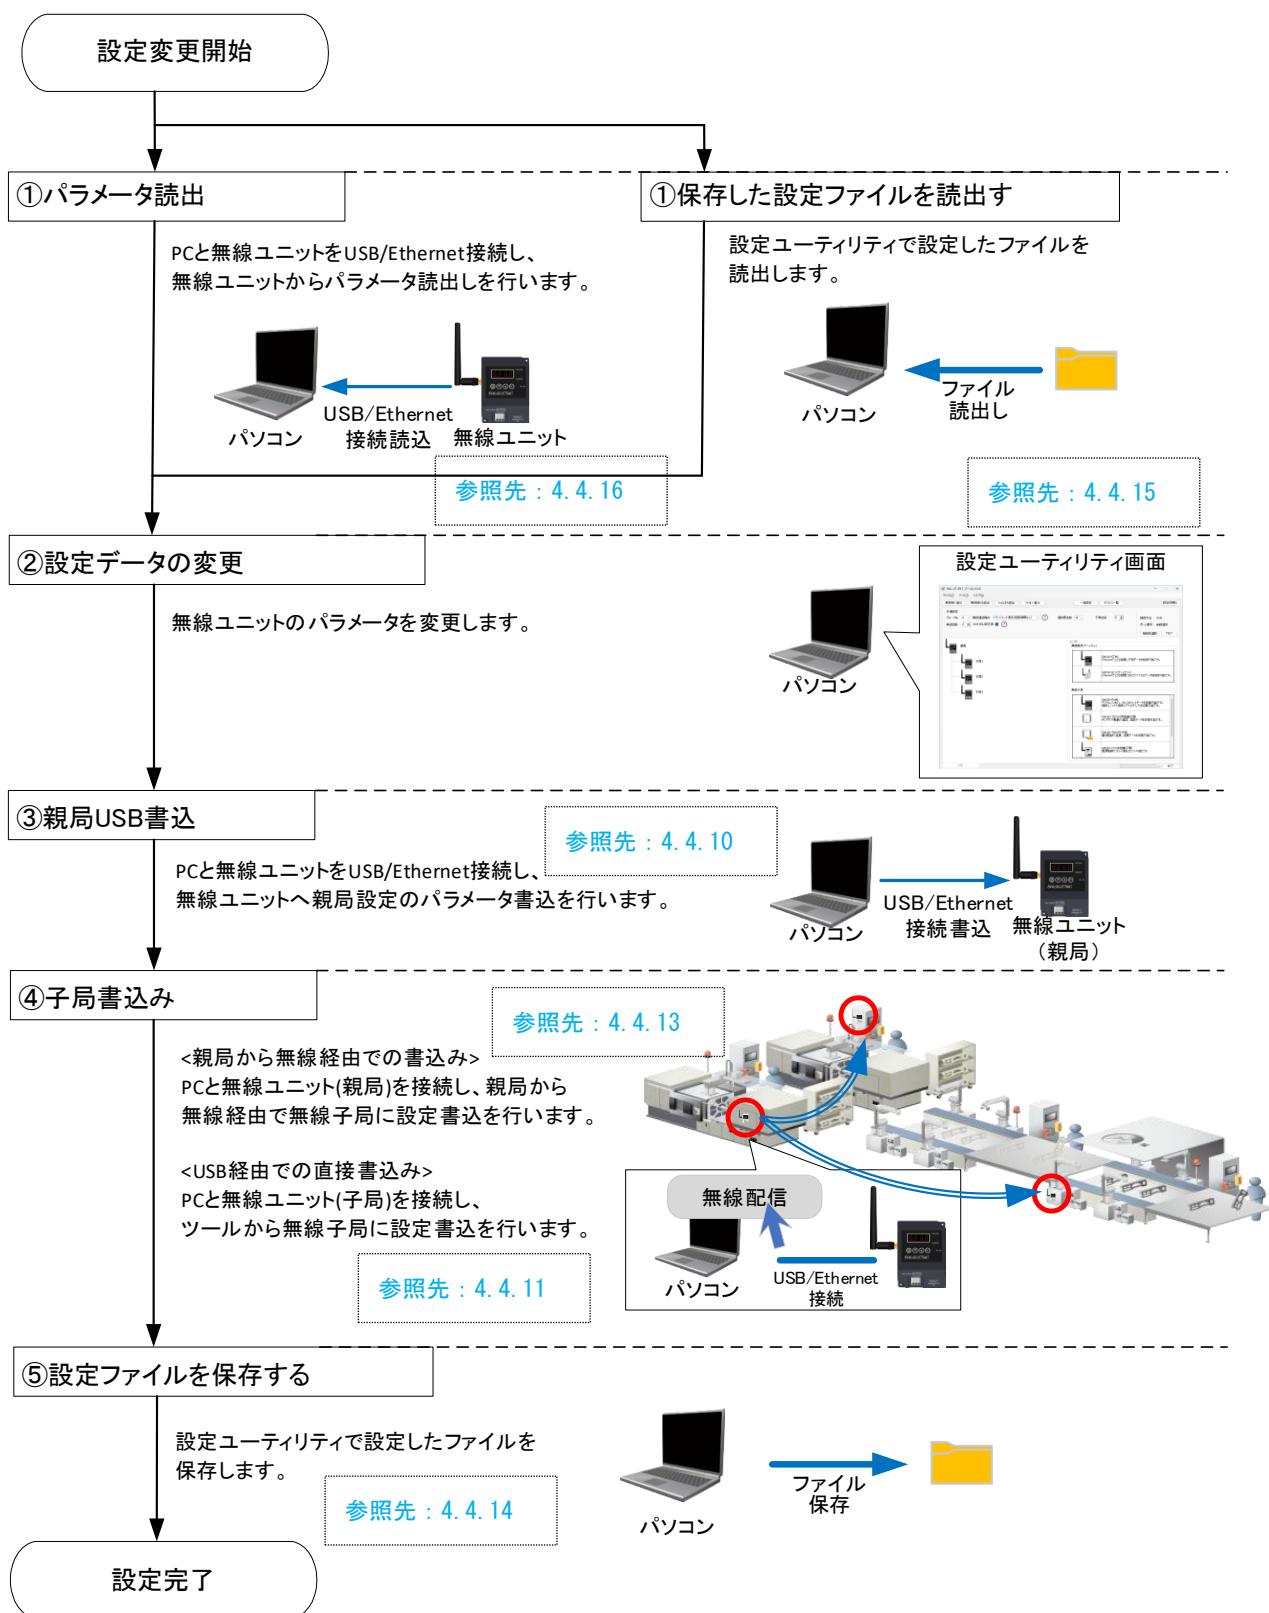 設定変更開始
①パラメータ読出
①保存した設定ファイルを読出す
PCと無線ユニットをUSB/Ethernet接続し、
無線ユニットからパラメータ読出しを行います。
設定ユーティリティで設定したファイルを
読出します。
USB/Ethernet
接続読込
パソコン
無線ユニット
ファイル
読出し
パソコン
参照先：4.4.16
参照先：4.4.15
②設定データの変更
無線ユニットのパラメータを変更します。
パソコン
設定ユーティリティ画面
③親局USB書込
参照先：4.4.10
PCと無線ユニットをUSB/Ethernet接続し、
無線ユニットへ親局設定のパラメータ書込を行います。
パソコン
USB/Ethernet
接続書込
無線ユニット
（親局）
④子局書込み
参照先：4.4.13
<親局から無線経由での書込み>
PCと無線ユニット(親局)を接続し、親局から
無線経由で無線子局に設定書込を行います。
<USB経由での直接書込み>
PCと無線ユニット(子局)を接続し、
ツールから無線子局に設定書込を行います。
参照先：4.4.11
無線配信
パソコン
USB/Ethernet
接続
⑤設定ファイルを保存する
設定ユーティリティで設定したファイルを
保存します。
参照先：4.4.14
パソコン
ファイル
保存
設定完了